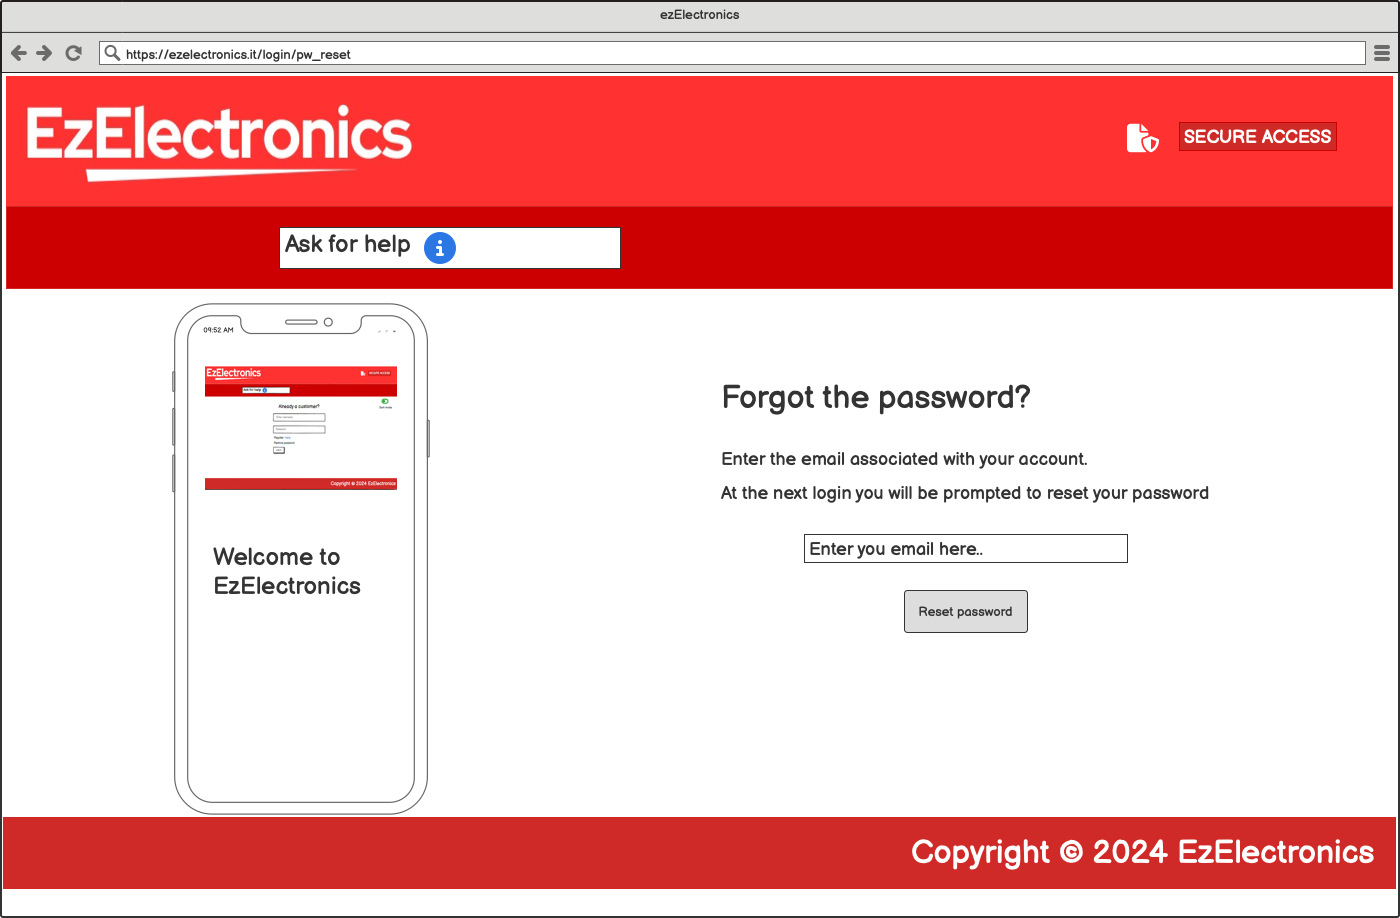 ezElectronics
https://ezelectronics.it/login/pw_reset
EzElectronics
SECURE ACCESS
Ask for help
09:52 AM
EzElectronics
SECURE ACCESS
Ask for help
Already a customer?
Dark mode
Enter username
Password
Register here
Remind password
Copyright © 2024 EzElectronics
Welcome to
EzElectronics
Forgot the password?
Enter the email associated with your account.
At the next login you will be prompted to reset your password
Enter you email here..
Reset password
Copyright © 2024 EzElectronics